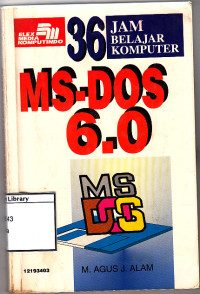 ELEX
MEDIA
KOMPUTINDO
36
JAM
BELAJAR
KOMPUTER
MS-DOS
6.0
Library
43
MS
DOS
M. AGUS J. ALAM
12193403